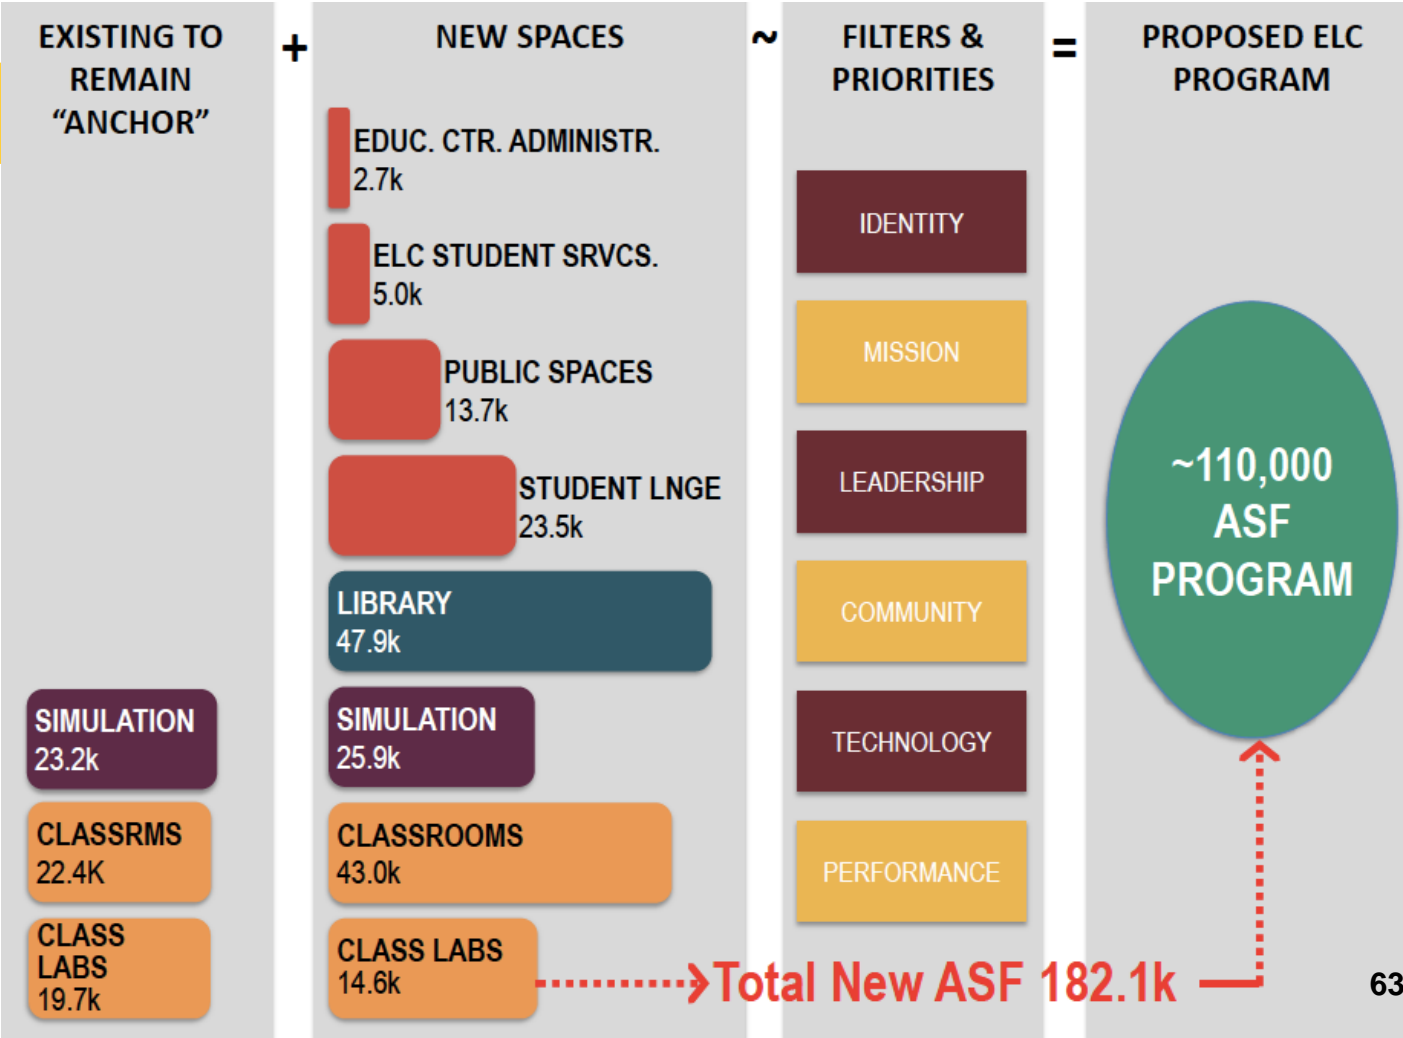 EXISTING TO
REMAIN
“ANCHOR”
+
NEW SPACES
~
FILTERS &
PRIORITIES
=
PROPOSED ELC
PROGRAM
EDUC. CTR. ADMINISTR.
2.7k
ELC STUDENT SRVCS.
5.0k
PUBLIC SPACES
13.7k
STUDENT LNGE
23.5k
LIBRARY
47.9k
SIMULATION
23.2k
SIMULATION
25.9k
CLASSRMS
22.4K
CLASSROOMS
43.0k
CLASS
LABS
19.7k
CLASS LABS
14.6k
IDENTITY
MISSION
LEADERSHIP
COMMUNITY
TECHNOLOGY
PERFORMANCE
~110,000
ASF
PROGRAM
Total New ASF 182.1k
63